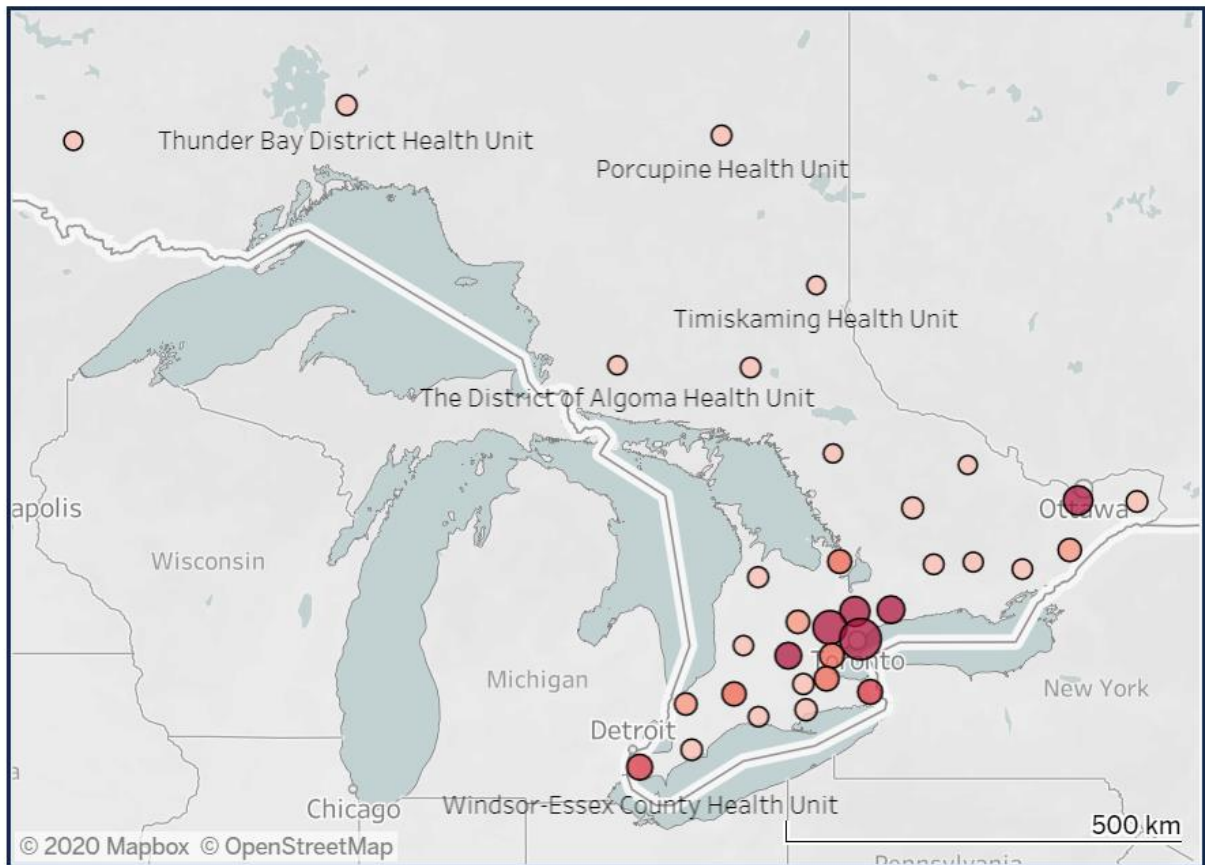 Thunder Bay District Health Unit
Porcupine Health Unit
Timiskaming Health Unit
The District of Algoma Health Unit
apolis
Ottawa
Wisconsin
Toronto
Michigan
New York
Detroit
a
Chicago
Windsor-Essex County Health Unit
500 km
© 2020 Mapbox © OpenStreetMap
Pennsylvania